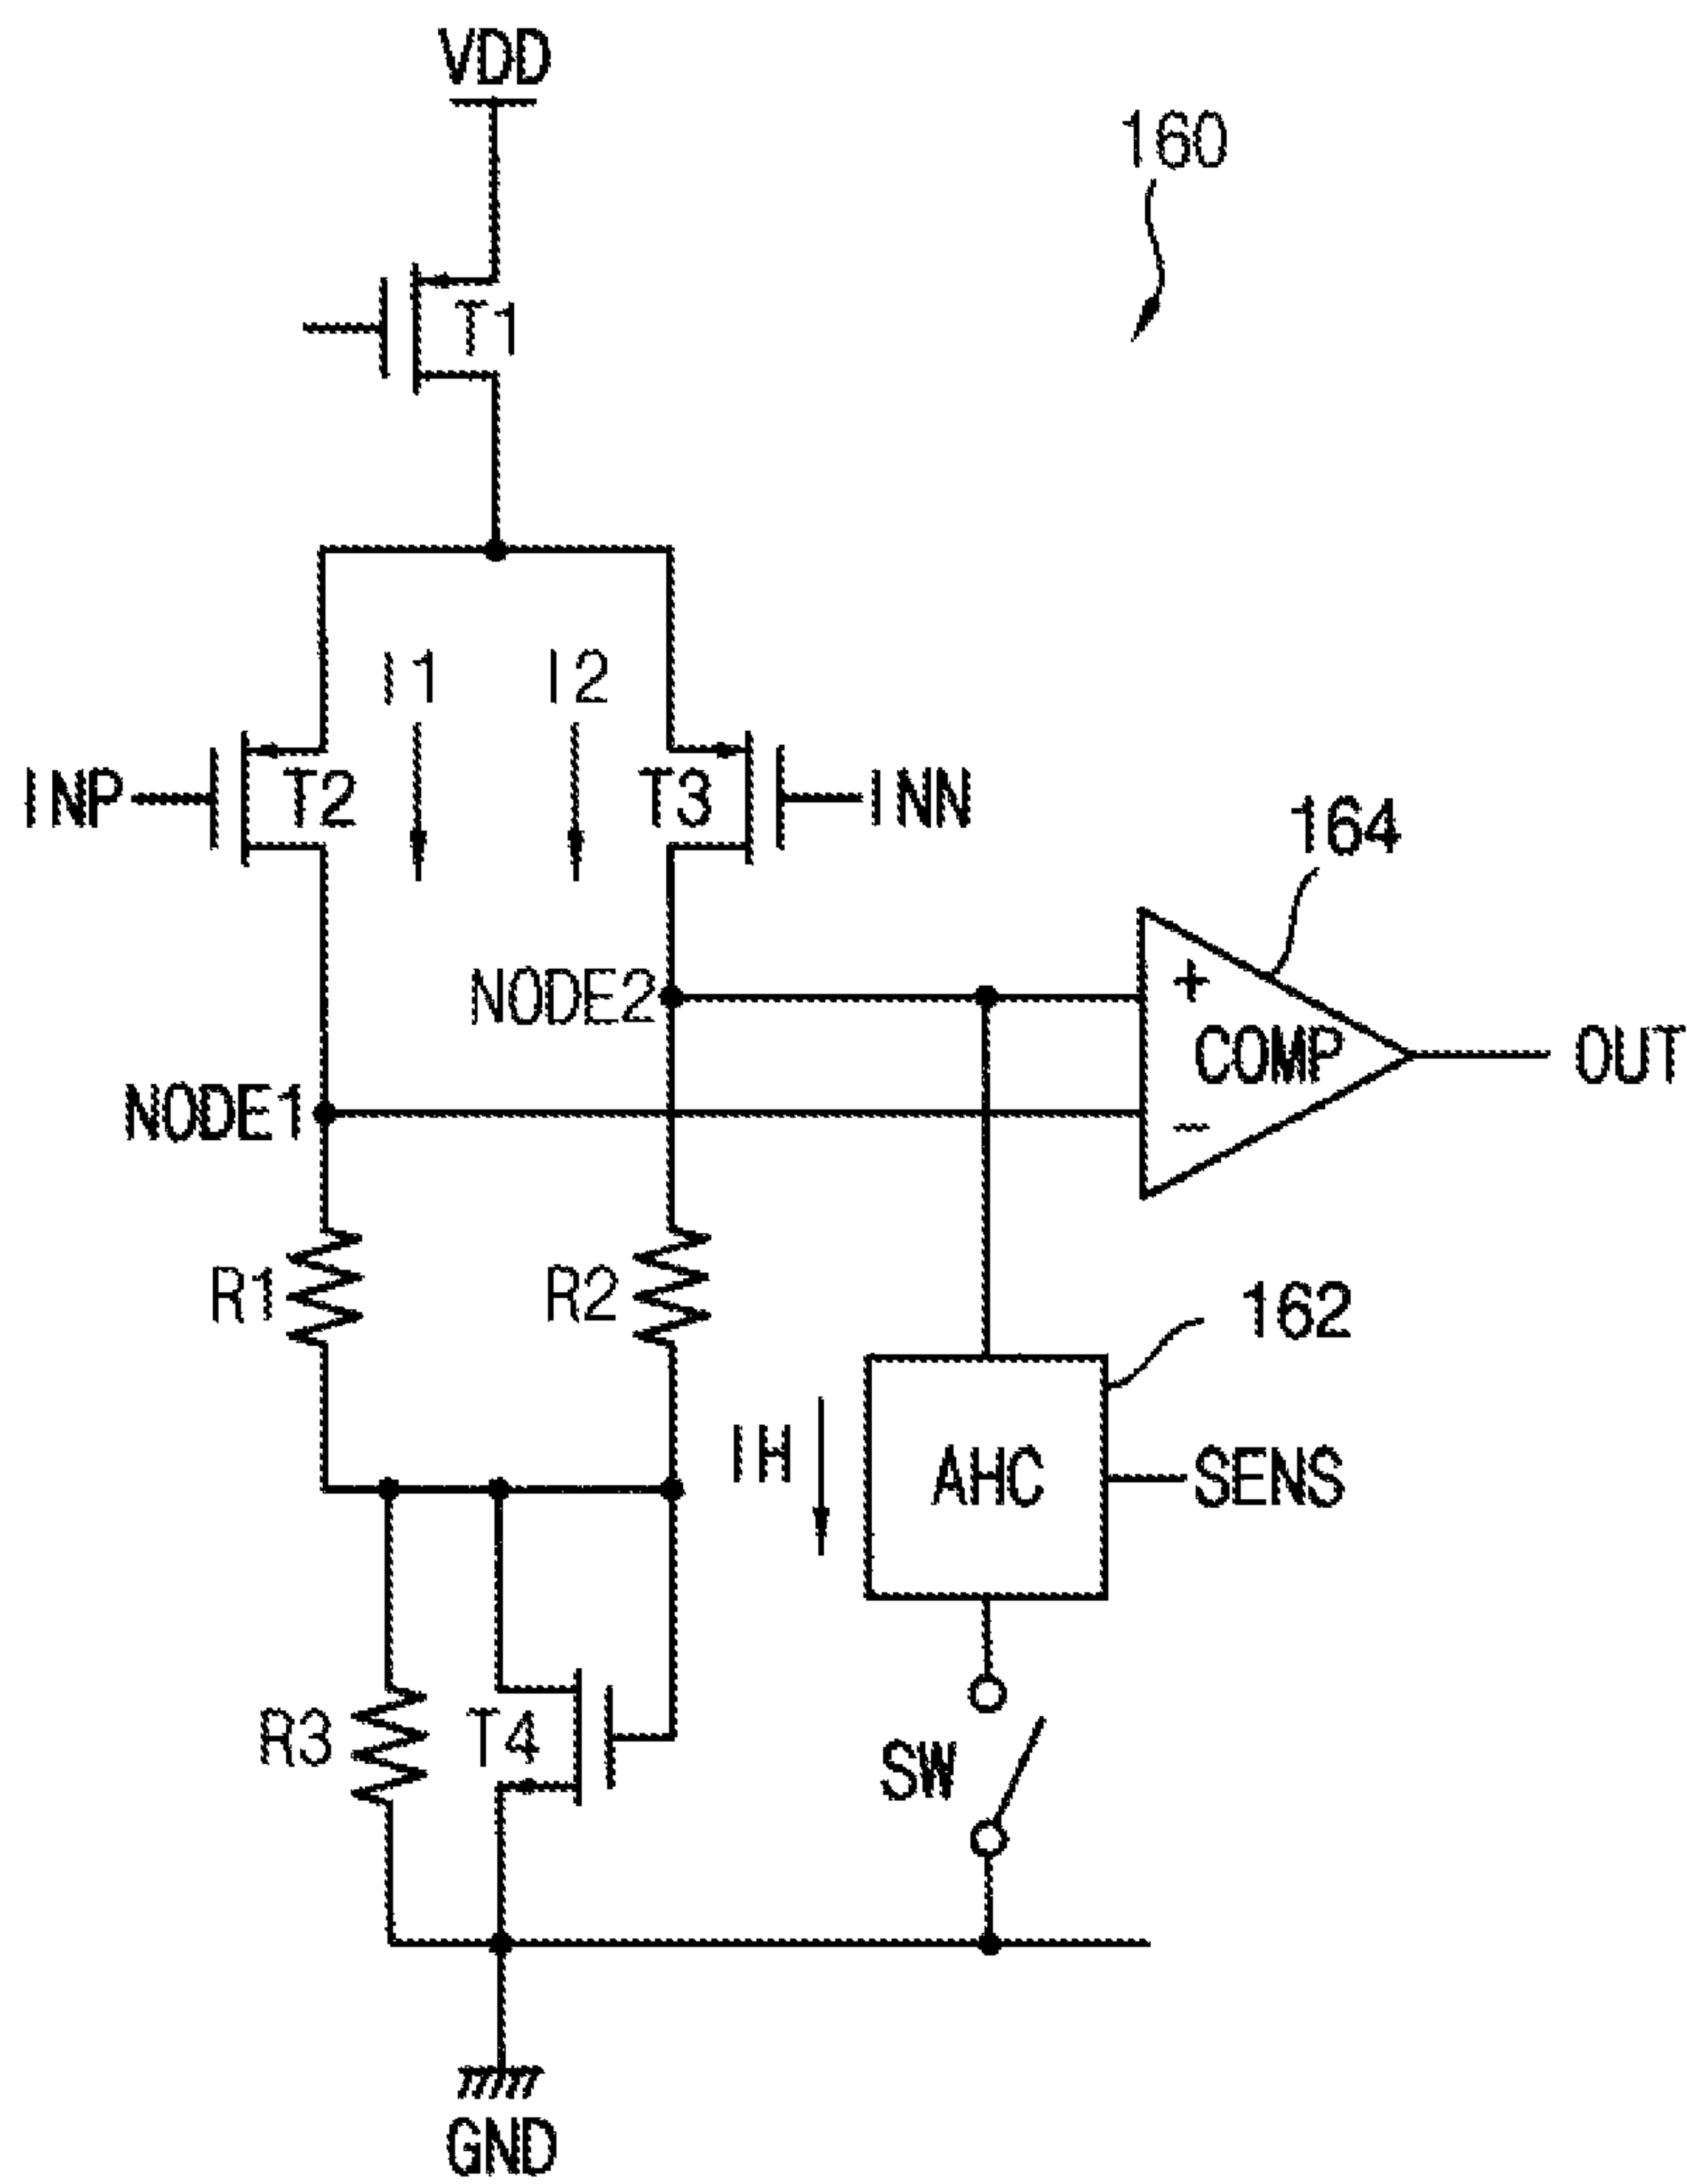 VDD
160
T1
I1
I2
INP
T2
T3
INN
164
NODE2
+
COMP
OUT
NODE1
-
R1
R2
162
IH
AHC
SENS
R3
T4
SW
GND